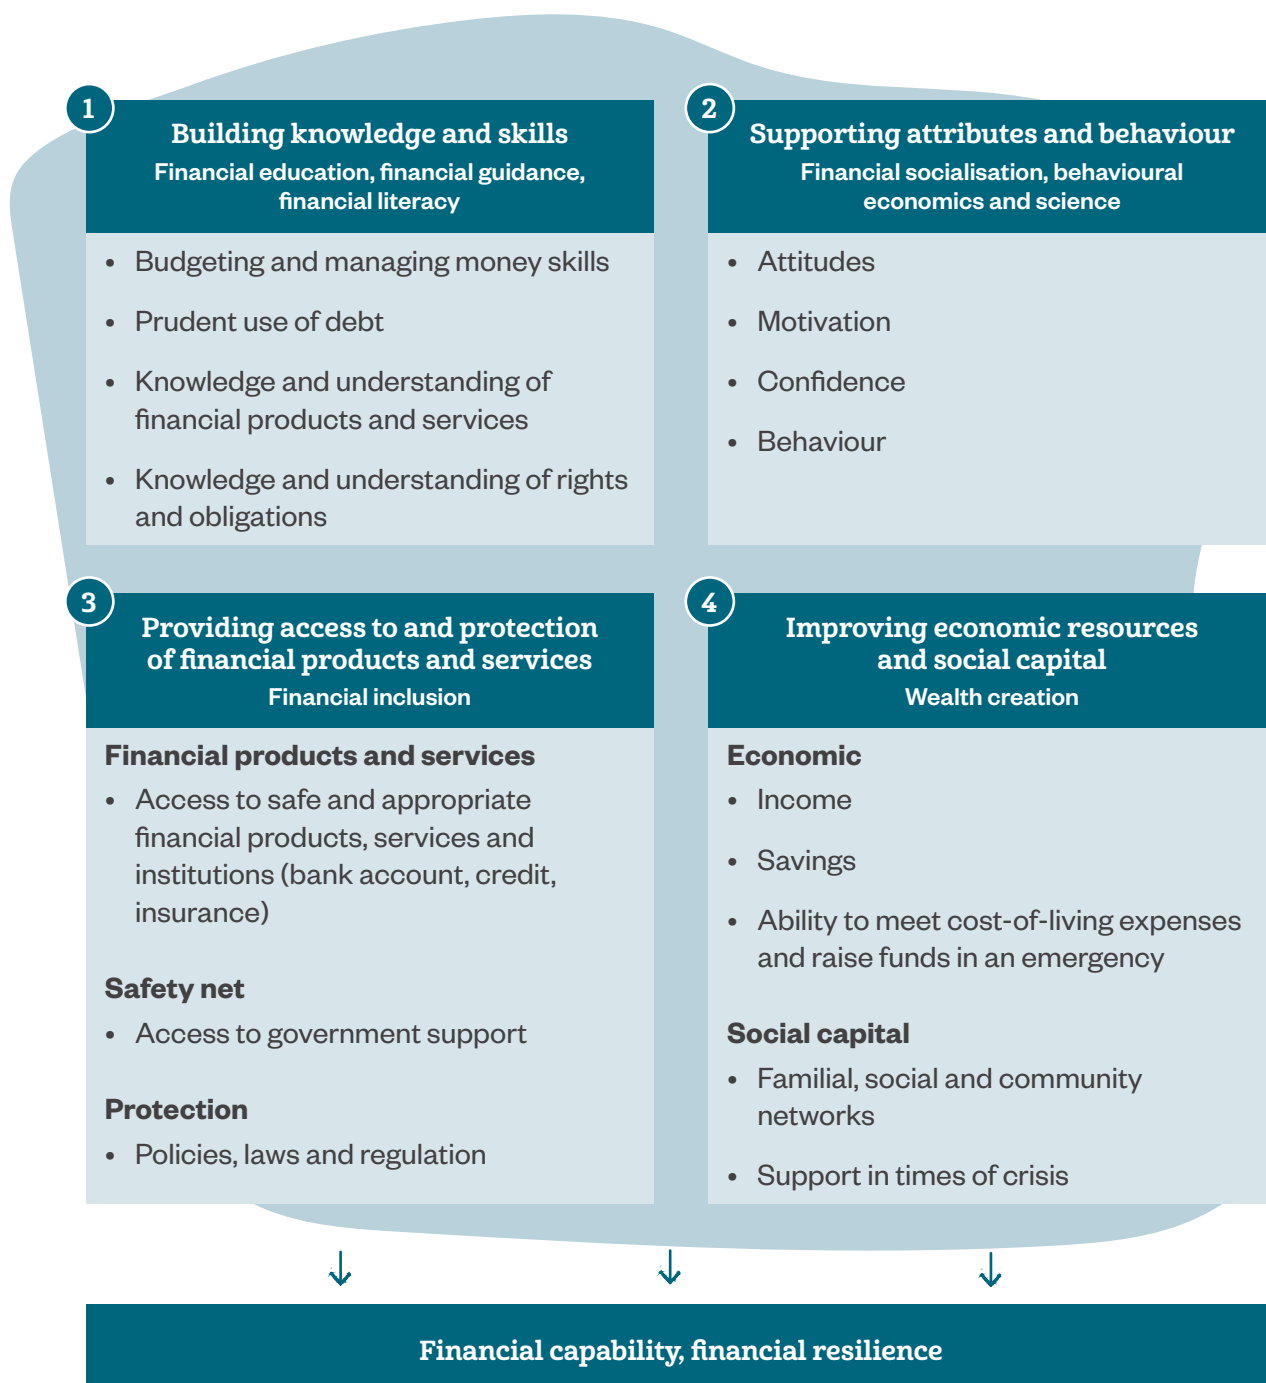 1
Building knowledge and skills
Financial education, financial guidance,
financial literacy
• Budgeting and managing money skills
• Prudent use of debt
• Knowledge and understanding of
financial products and services
• Knowledge and understanding of rights
and obligations
2
Supporting attributes and behaviour
Financial socialisation, behavioural
economics and science
• Attitudes
• Motivation
• Confidence
• Behaviour
3
Providing access to and protection
of financial products and services
Financial inclusion
Financial products and services
• Access to safe and appropriate
financial products, services and
institutions (bank account, credit,
insurance)
Safety net
• Access to government support
Protection
• Policies, laws and regulation
4
Improving economic resources
and social capital
Wealth creation
Economic
• Income
• Savings
• Ability to meet cost-of-living expenses
and raise funds in an emergency
Social capital
• Familial, social and community
networks
• Support in times of crisis
Financial capability, financial resilience